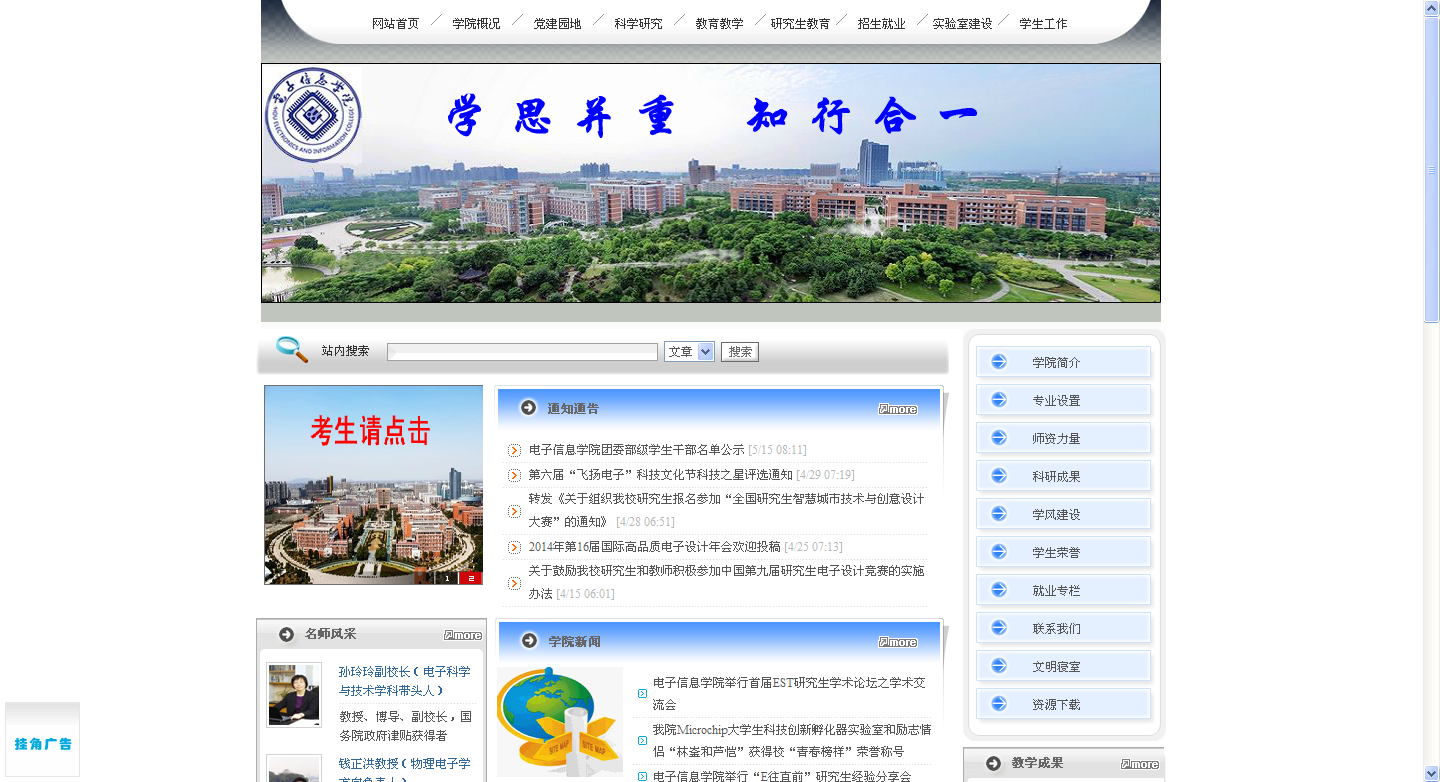 网站首页 学院概况 党建园地 科学研究 教育教学 研究生教育 招生就业 实验室建设 学生工作
电子信息学院
HDU ELECTRONICS AND INFORMATION COLLEGE
学思并重 知行合一
站内搜索 文章 搜索
考生请点击
1 2
通知通告 more
电子信息学院团委部级学生干部名单公示 [5/15 08:11]
第六届“飞扬电子”科技文化节科技之星评选通知 [4/29 07:19]
转发《关于组织我校研究生报名参加“全国研究生智慧城市技术与创意设计
大赛”的通知》 [4/28 06:51]
2014年第16届国际高品质电子设计年会欢迎投稿 [4/25 07:13]
关于鼓励我校研究生和教师积极参加中国第九届研究生电子设计竞赛的实施
办法 [4/15 06:01]
学院简介
专业设置
师资力量
科研成果
学风建设
学生荣誉
就业专栏
联系我们
文明寝室
资源下载
名师风采 more
孙玲玲副校长（电子科学
与技术学科带头人）
教授、博导、副校长，国
务院政府津贴获得者
钱正洪教授（物理电子学
学院新闻 more
SITE MAP
SITE MAP
电子信息学院举行首届EST研究生学术论坛之学术交
流会
我院Microchip大学生科技创新孵化器实验室和励志情
侣“林盗和芦恺”获得校“青春榜样”荣誉称号
电子信息学院举行“E往直前”研究生经验分享会
教学成果 more
挂角广告